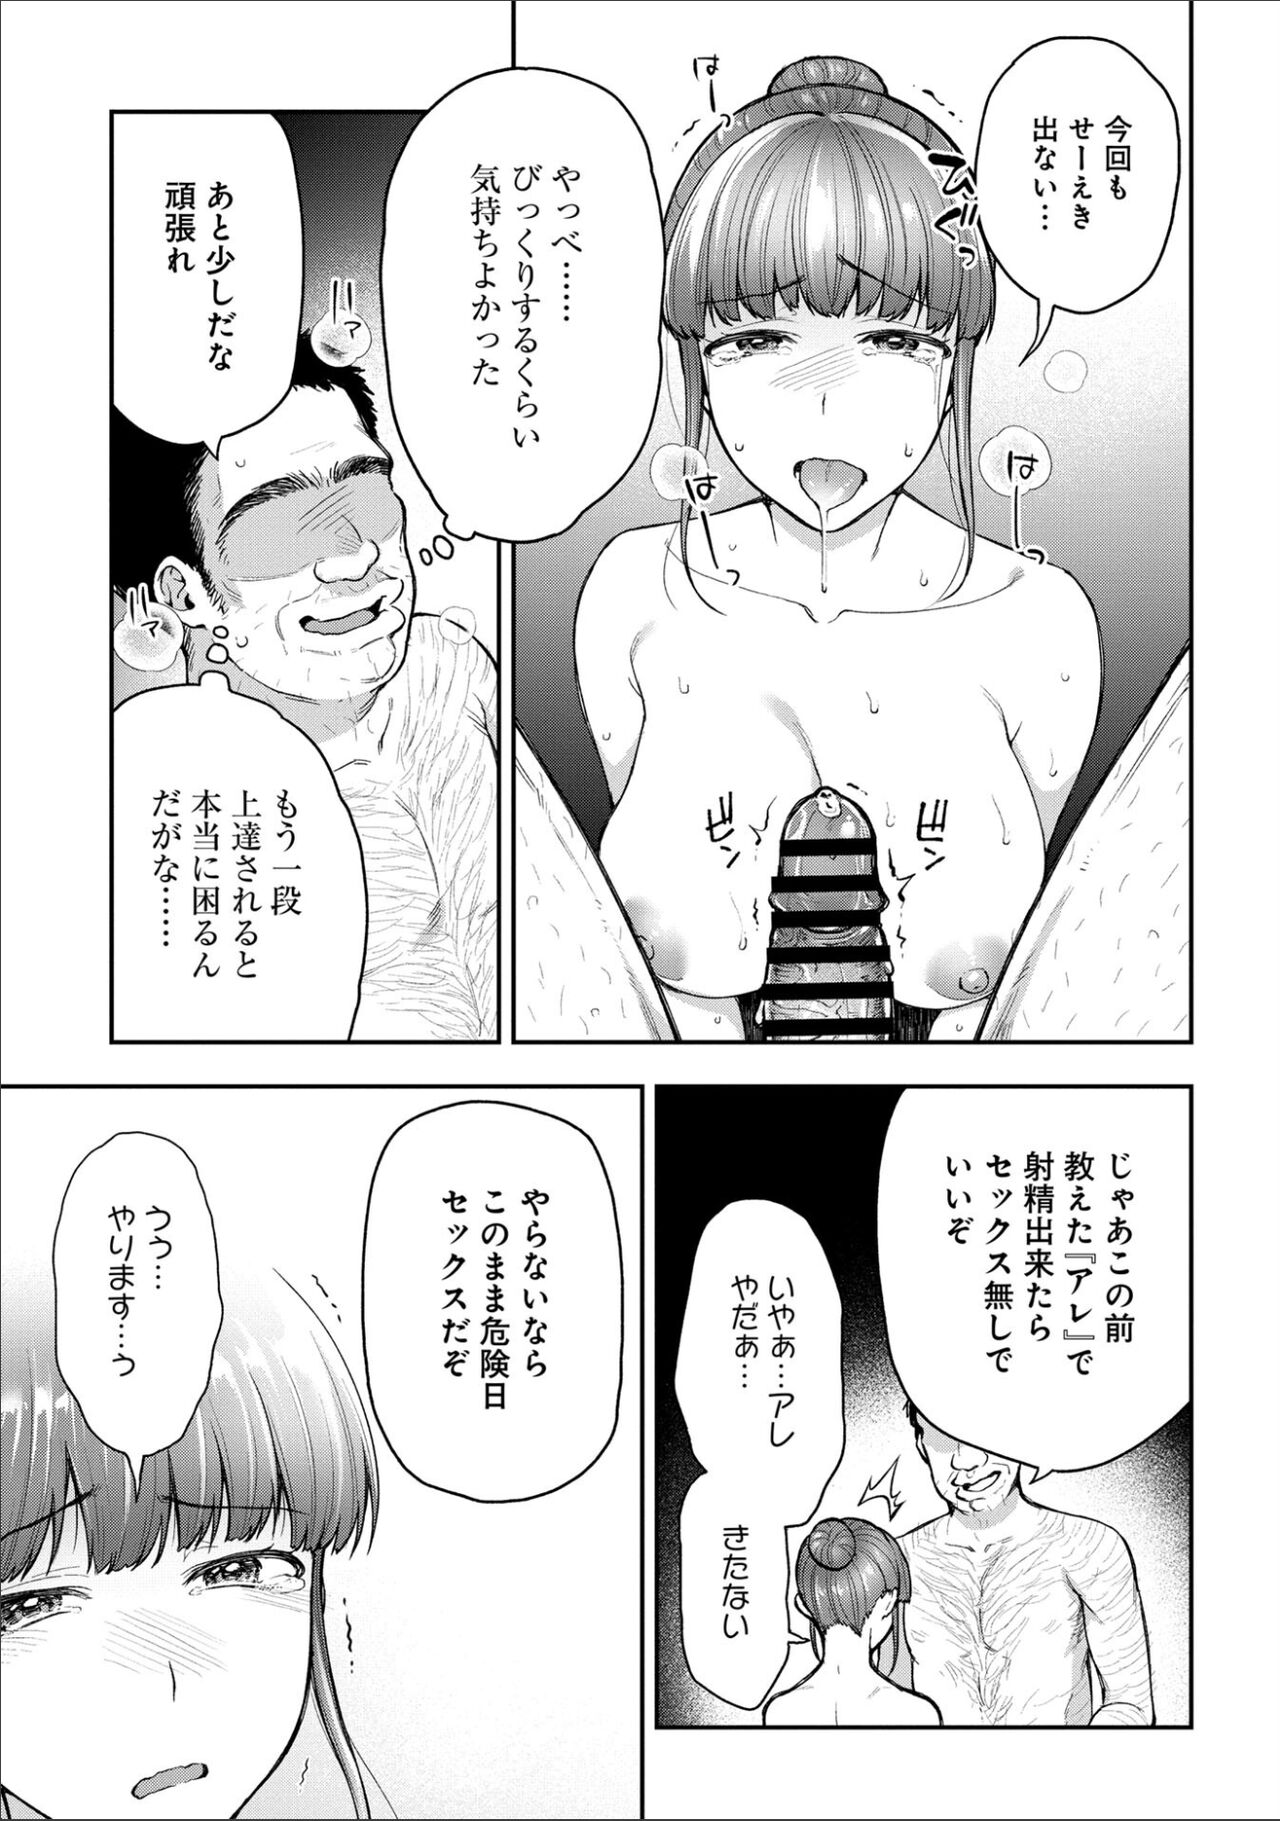 今回も
せーえき
出ない…
びくっ
びくっ
はーっ
はーっ
はーっ
ビンッ
ビンッ
やっべ……
びっくりするくらい
気持ちよかった
あと少しだな
頑張れ
もう一段
上達されると
本当に困るん
だがな……
じゃあこの前
教えた『アレ』で
射精出来たら
セックス無しで
いいぞ
いやぁ…アレ
やだぁ…
きたない
やらないなら
このまま危険日
セックスだぞ
うう…
やります…う